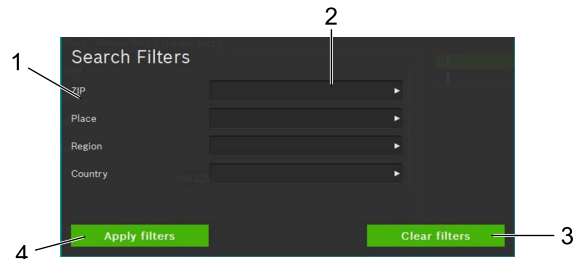 2
1
Search Filters
ZIP
Place
Region
Country
Apply filters
Clear filters
3
4